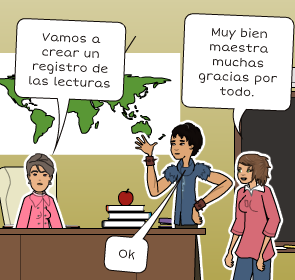 Vamos a
crear un
registro de
las lecturas
Muy bien
maestra
muchas
gracias por
todo.
Ok